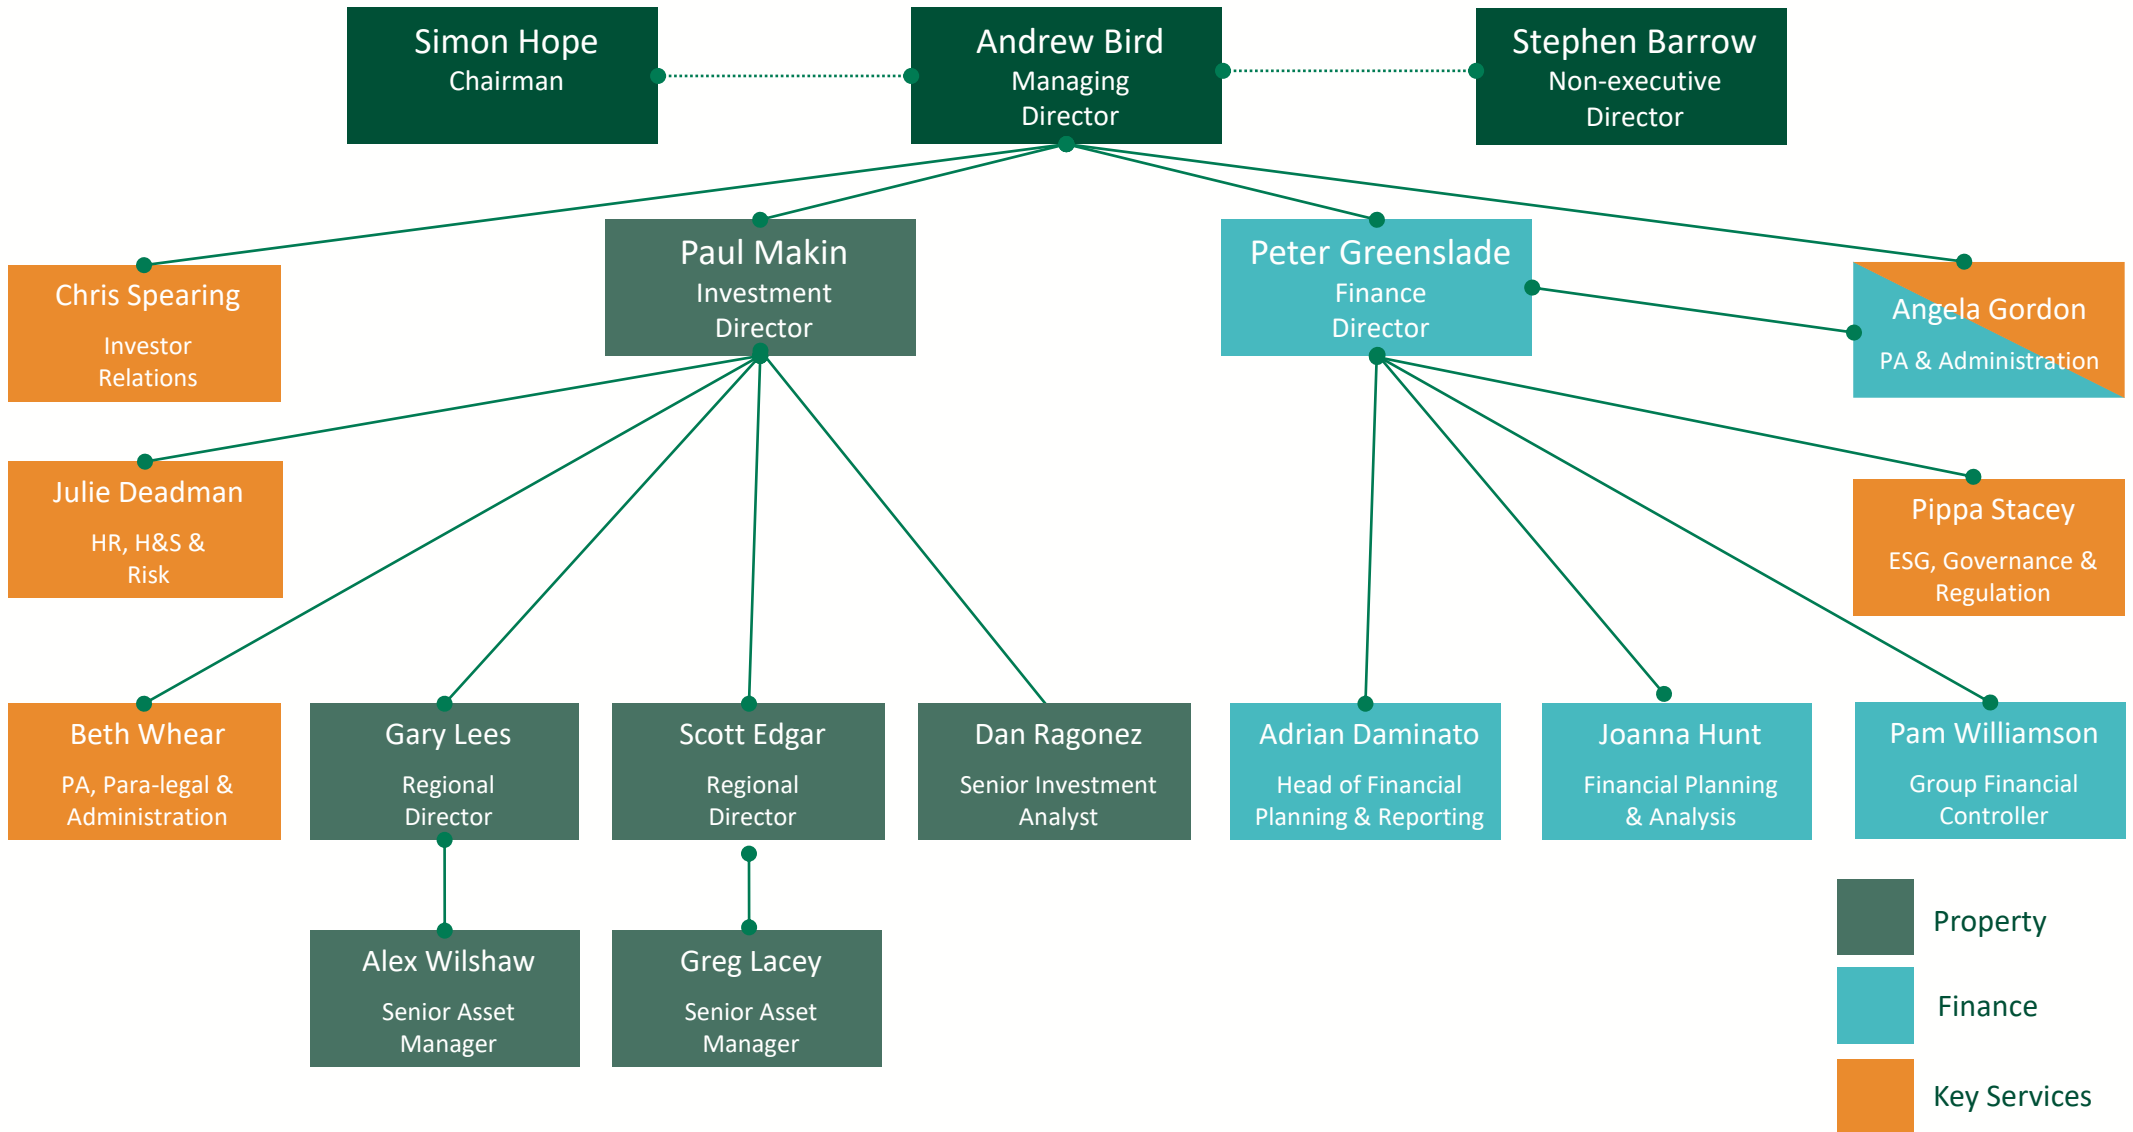 Simon Hope
Chairman
Andrew Bird
Managing
Director
Stephen Barrow
Non-executive
Director
Chris Spearing
Investor
Relations
Paul Makin
Investment
Director
Peter Greenslade
Finance
Director
Angela Gordon
PA & Administration
Julie Deadman
HR, H&S &
Risk
Pippa Stacey
ESG, Governance &
Regulation
Beth Whear
PA, Para-legal &
Administration
Gary Lees
Regional
Director
Scott Edgar
Regional
Director
Dan Ragonez
Senior Investment
Analyst
Adrian Daminato
Head of Financial
Planning & Reporting
Joanna Hunt
Financial Planning
& Analysis
Pam Williamson
Group Financial
Controller
Alex Wilshaw
Senior Asset
Manager
Greg Lacey
Senior Asset
Manager
Property
Finance
Key Services